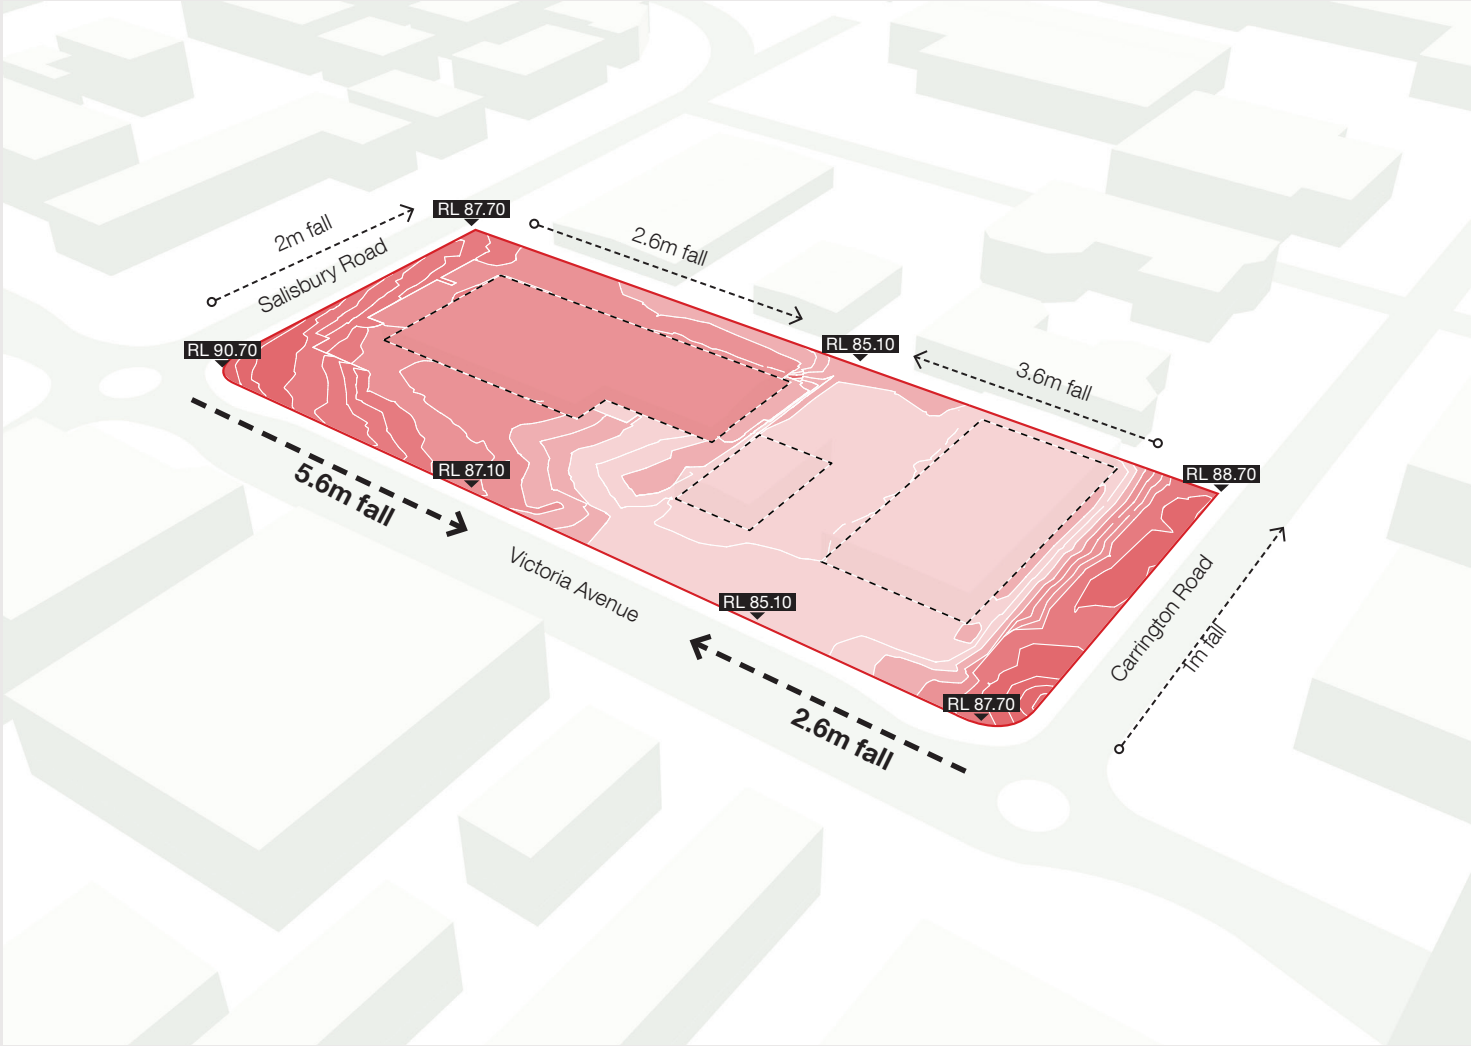 RL 87.70
2m fall
Salisbury Road
2.6m fall
RL 90.70
RL 85.10
3.6m fall
RL 87.10
5.6m fall
RL 88.70
Victoria Avenue
RL 85.10
Carrington Road
1m fall
RL 87.70
2.6m fall